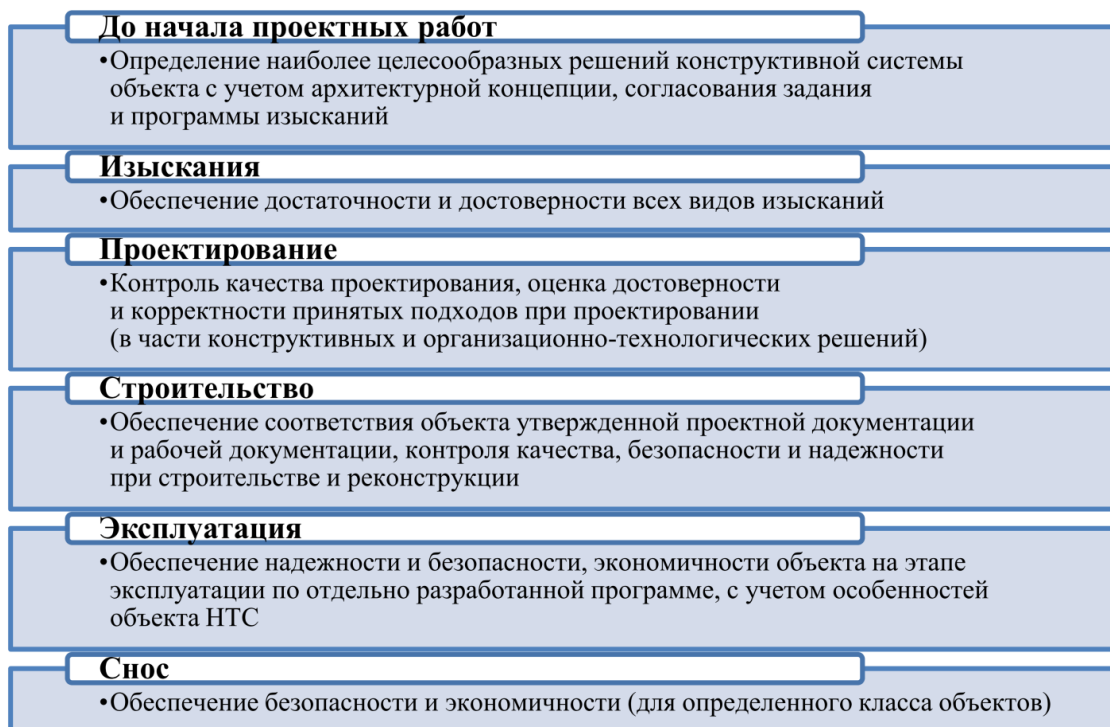 До начала проектных работ
•Определение наиболее целесообразных решений конструктивной системы
объекта с учетом архитектурной концепции, согласования задания
и программы изысканий
Изыскания
•Обеспечение достаточности и достоверности всех видов изысканий
Проектирование
•Контроль качества проектирования, оценка достоверности
и корректности принятых подходов при проектировании
(в части конструктивных и организационно-технологических решений)
Строительство
•Обеспечение соответствия объекта утвержденной проектной документации
и рабочей документации, контроля качества, безопасности и надежности
при строительстве и реконструкции
Эксплуатация
•Обеспечение надежности и безопасности, экономичности объекта на этапе
эксплуатации по отдельно разработанной программе, с учетом особенностей
объекта НТС
Снос
•Обеспечение безопасности и экономичности (для определенного класса объектов)